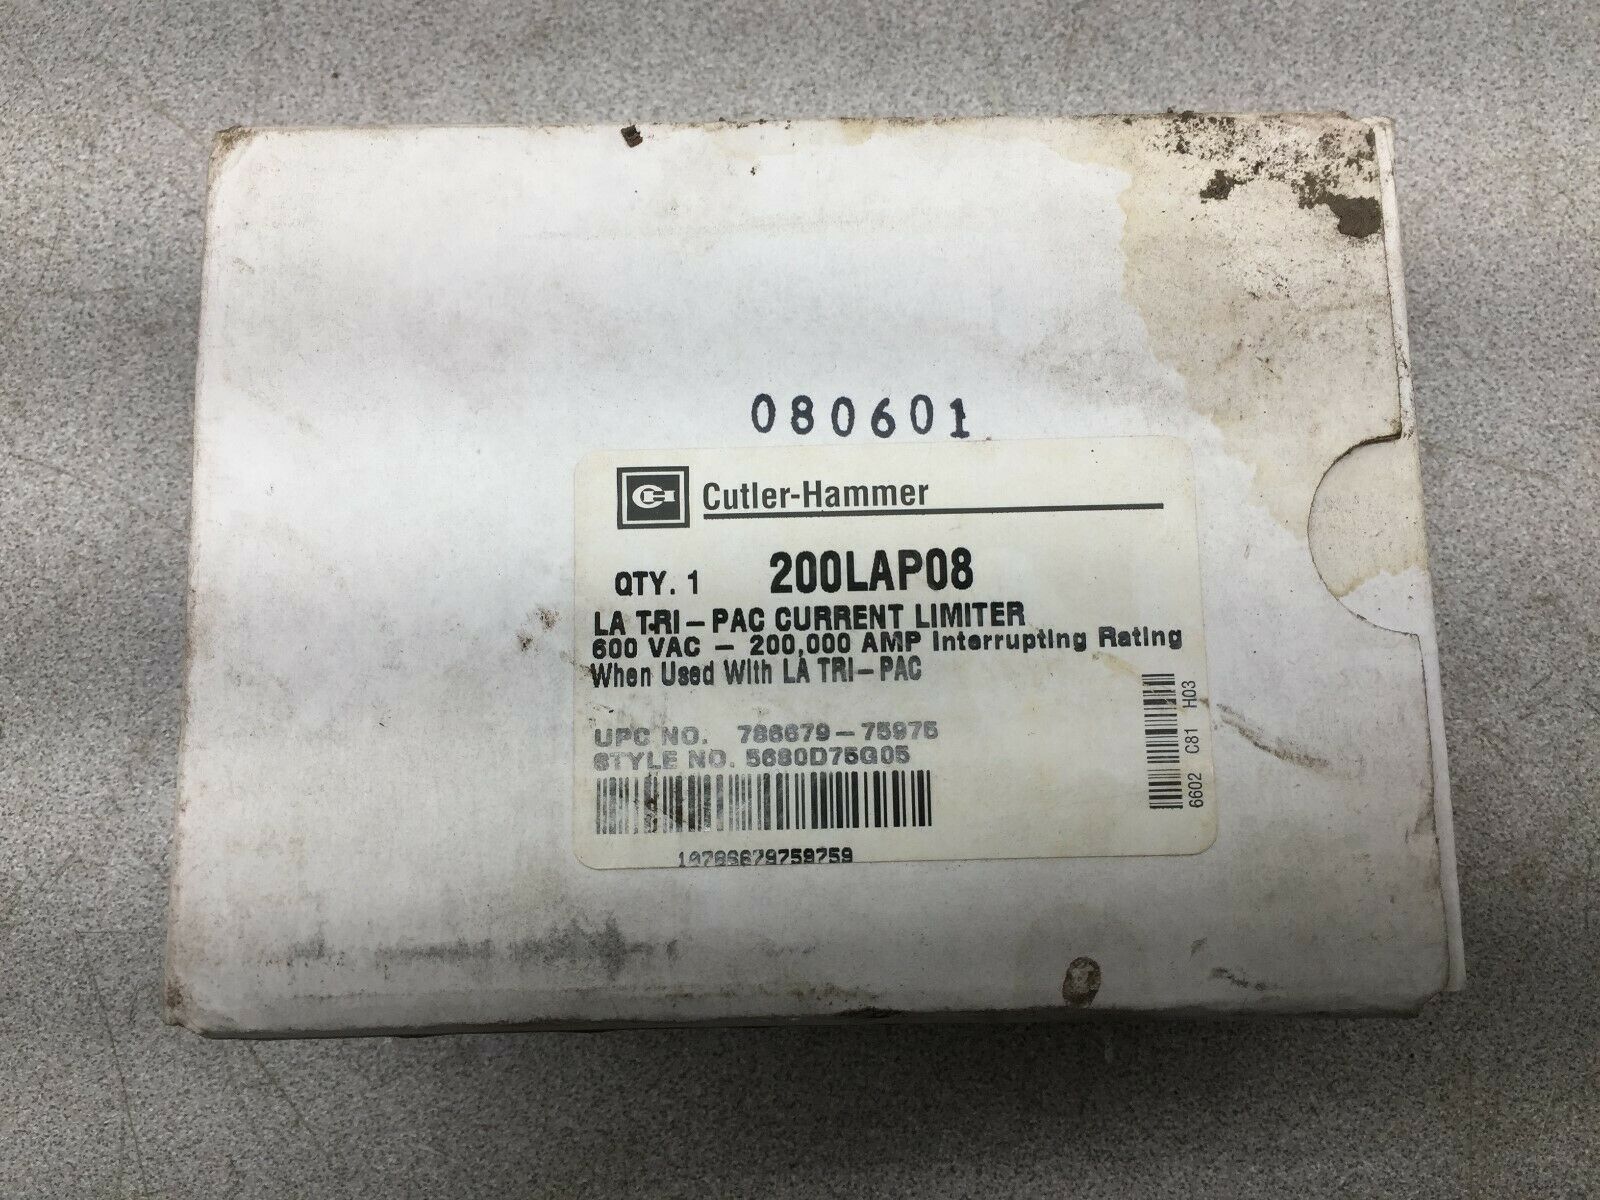 080601
CH Cutler-Hammer
QTY. 1 200LAP08
LA TRI-PAC CURRENT LIMITER
600 VAC - 200,000 AMP Interrupting Rating
When Used With LA TRI-PAC
UPC NO. 786679-75975
STYLE NO. 5680D75G05
10786679759759
6602 C81 H03